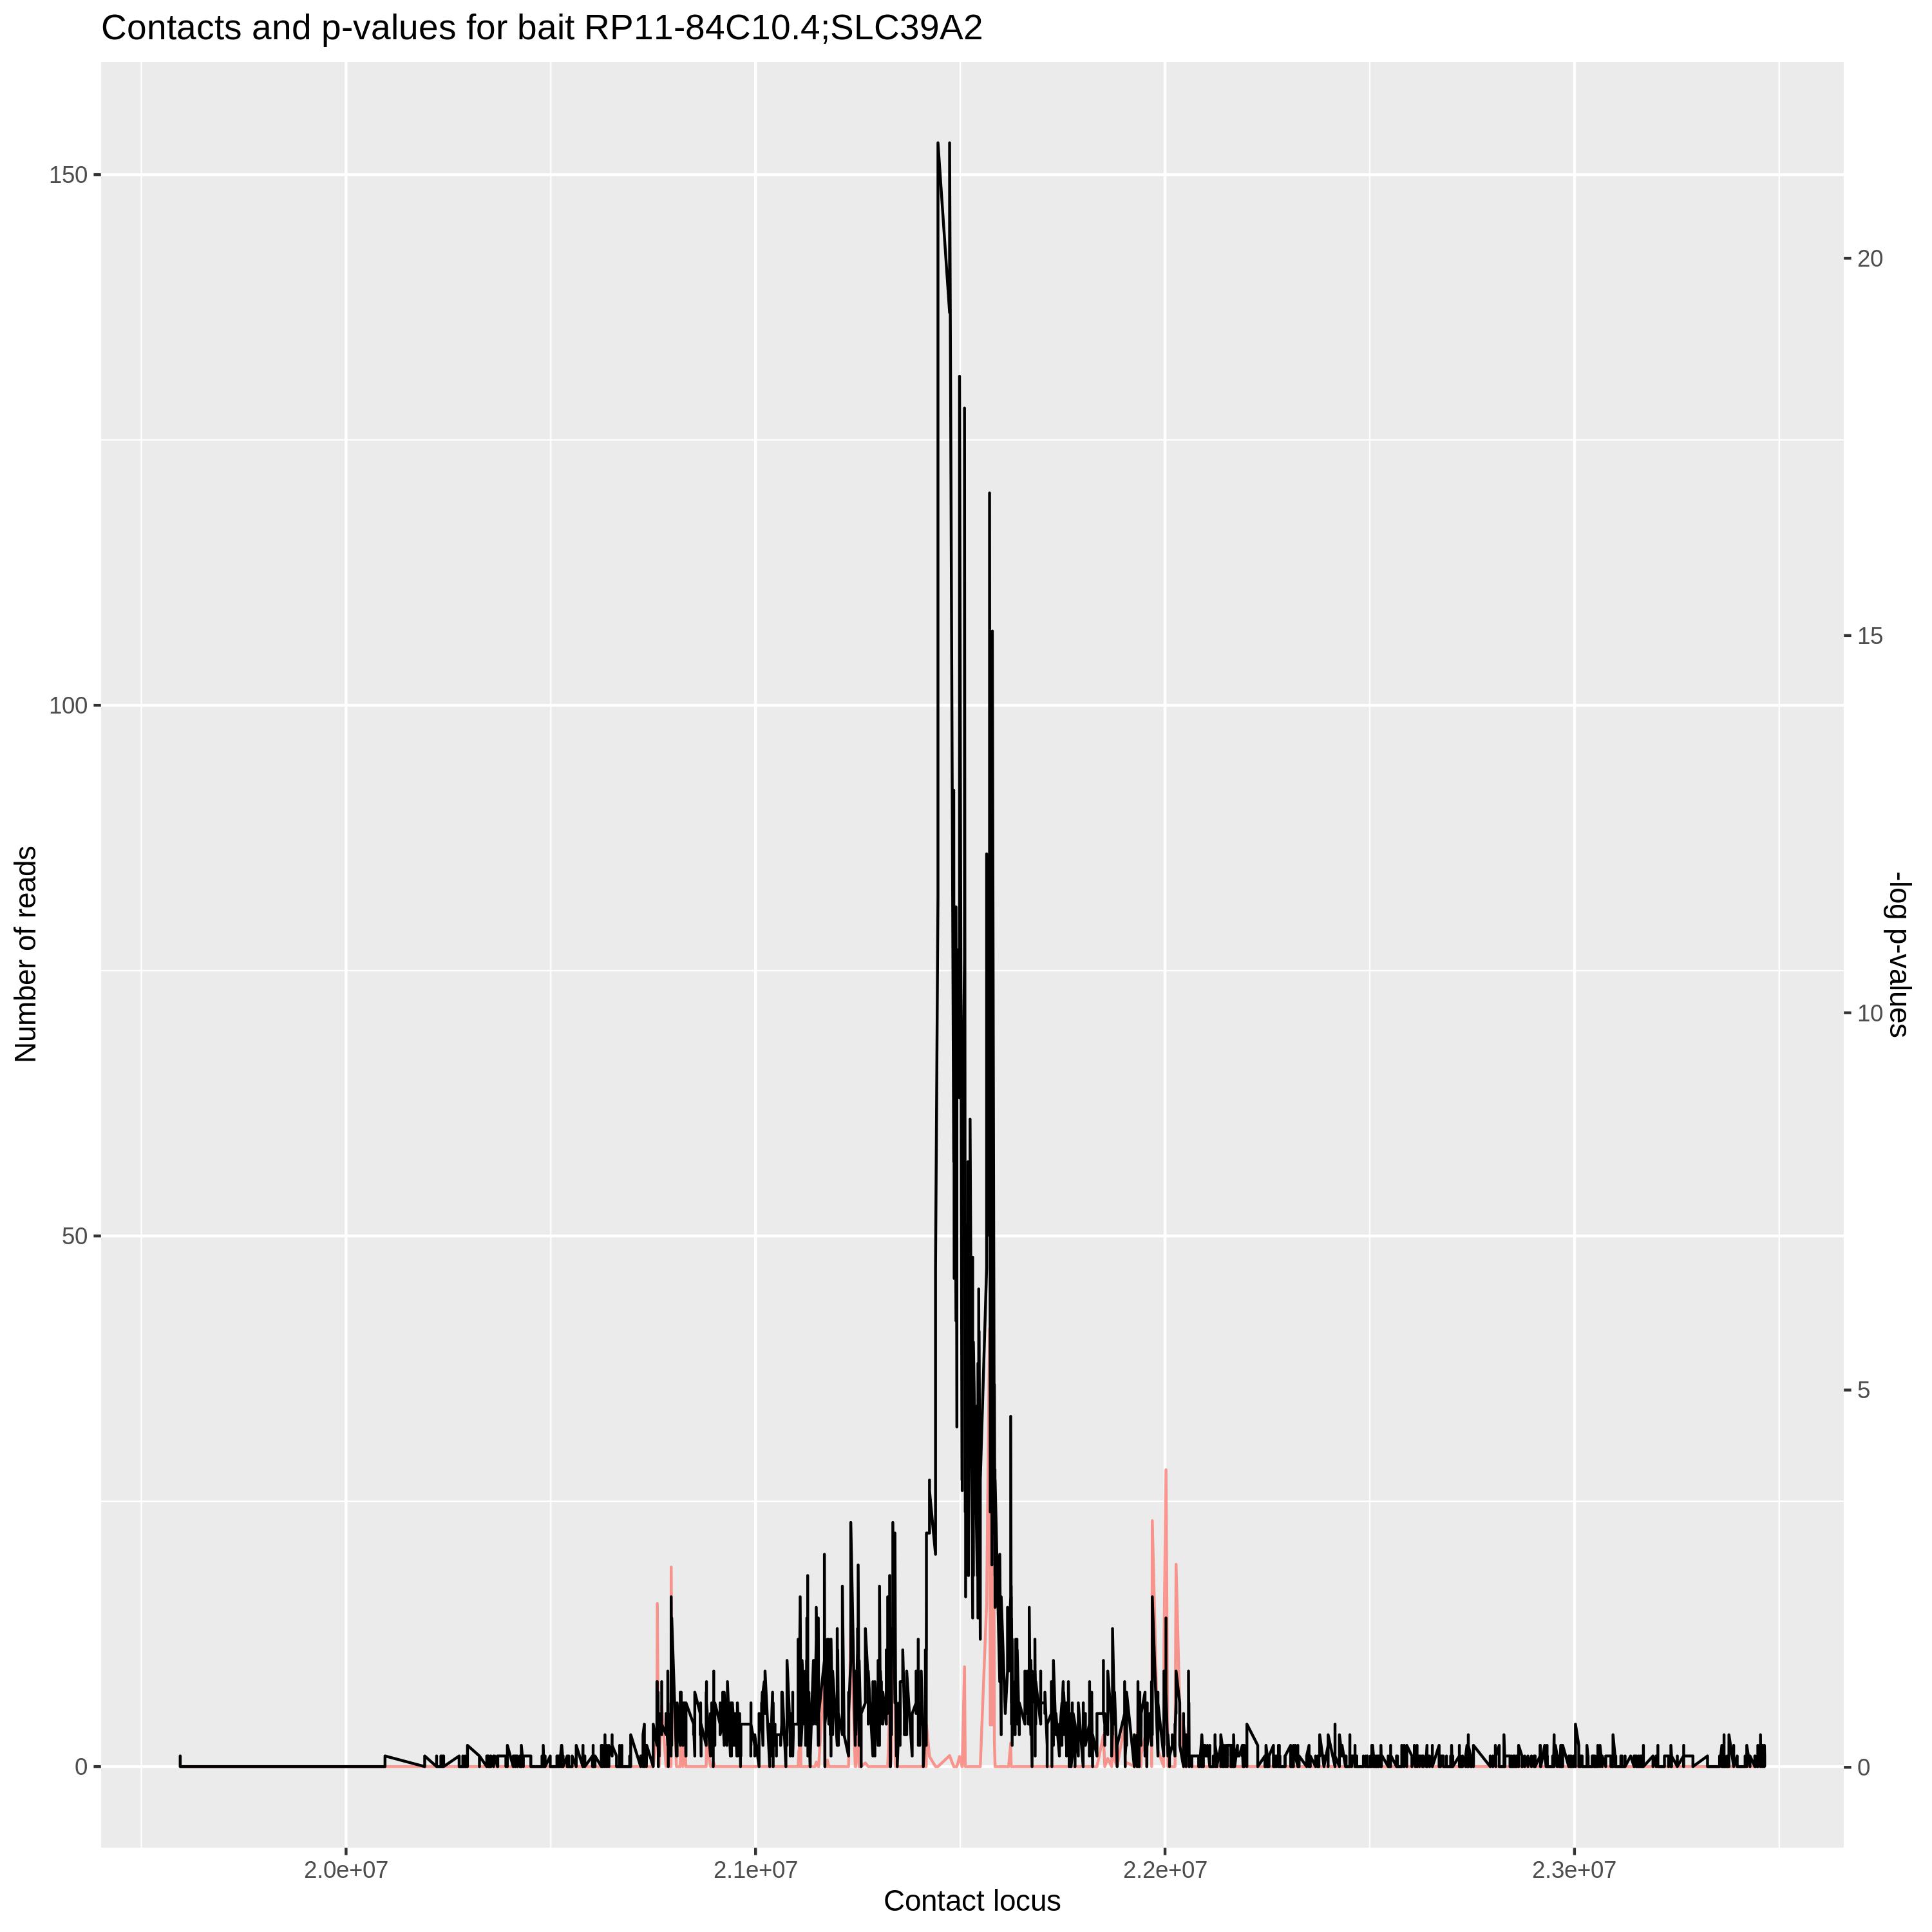 Contacts and p-values for bait RP11-84C10.4;SLC39A2
150
100
50
0
Number of reads
20
15
10
5
0
-log p-values
2.0e+07
2.1e+07
2.2e+07
2.3e+07
Contact locus